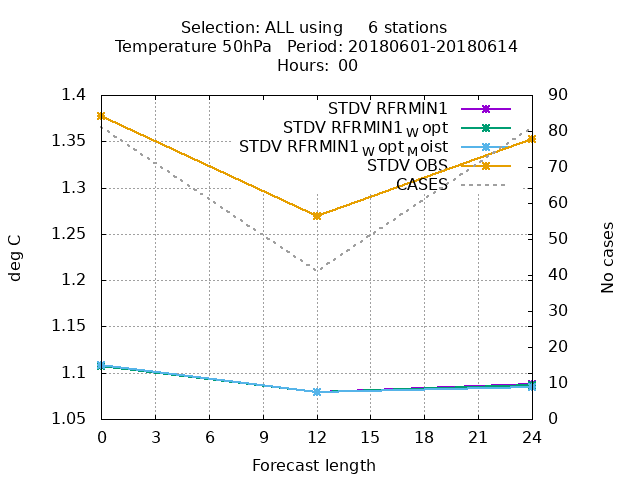 Selection: ALL using     6 stations
Temperature 50hPa   Period: 20180601-20180614
Hours: 00
STDV RFRMIN1
STDV RFRMIN1_W opt
STDV RFRMIN1_W opt_M oist
STDV OBS
CASES
1.4
1.35
1.3
1.25
1.2
1.15
1.1
1.05
deg C
90
80
70
60
50
40
30
20
10
0
No cases
0 3 6 9 12 15 18 21 24
Forecast length